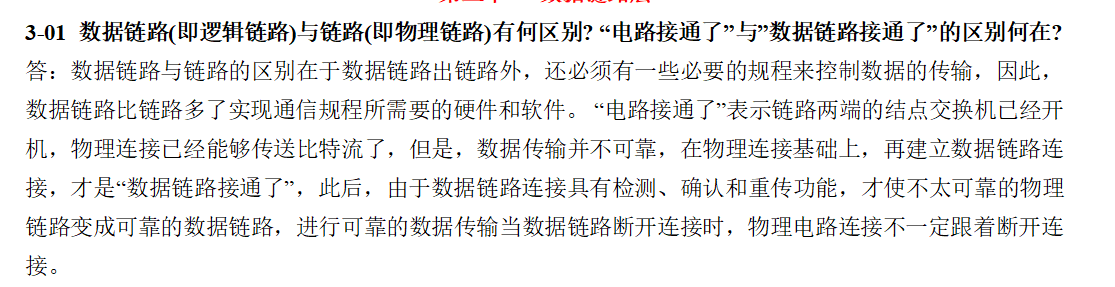 3-01 数据链路(即逻辑链路)与链路(即物理链路)有何区别? “电路接通了”与”数据链路接通了”的区别何在?
答：数据链路与链路的区别在于数据链路出链路外，还必须有一些必要的规程来控制数据的传输，因此，
数据链路比链路多了实现通信规程所需要的硬件和软件。 “电路接通了”表示链路两端的结点交换机已经开
机，物理连接已经能够传送比特流了，但是，数据传输并不可靠，在物理连接基础上，再建立数据链路连
接，才是“数据链路接通了”，此后，由于数据链路连接具有检测、确认和重传功能，才使不太可靠的物理
链路变成可靠的数据链路，进行可靠的数据传输当数据链路断开连接时，物理电路连接不一定跟着断开连
接。